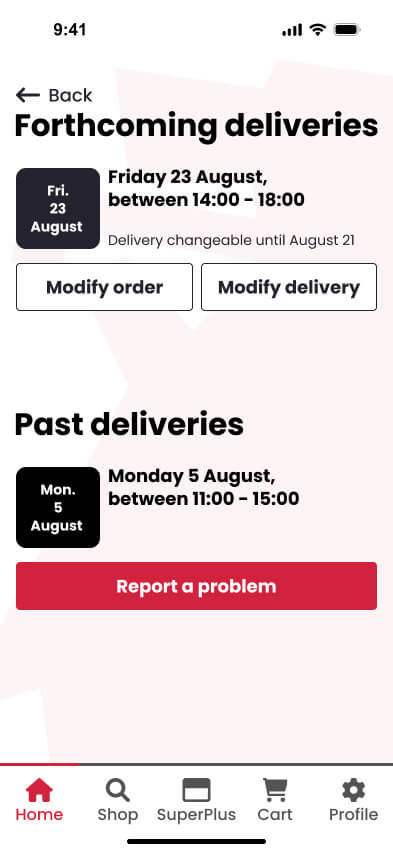 9:41
Back
Forthcoming deliveries
Fri.
23
August
Friday 23 August,
between 14:00 - 18:00
Delivery changeable until August 21
Modify order
Modify delivery
Past deliveries
Mon.
5
August
Monday 5 August,
between 11:00 - 15:00
Report a problem
Home
Shop
SuperPlus
Cart
Profile